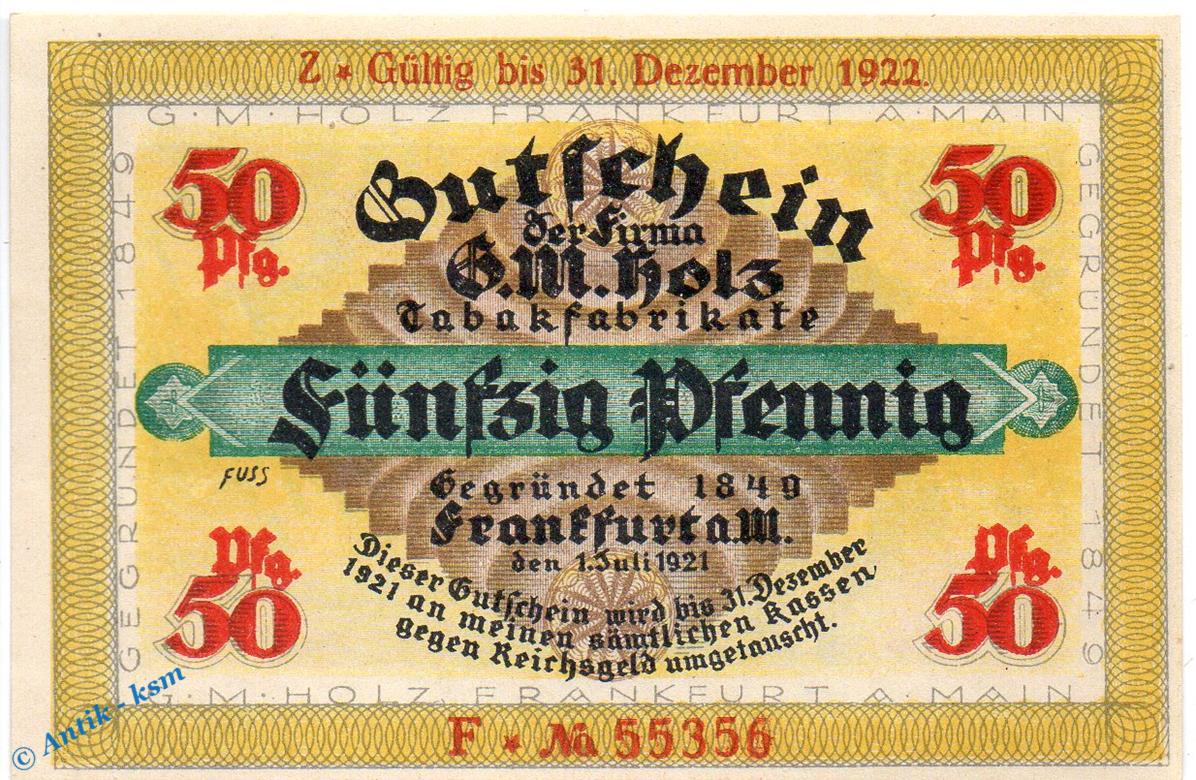 Z * Gültig bis 31. Dezember 1922.
G·M·HOLZ FRANKFURT A·MAIN
GEGRÜNDET 1849
GEGRÜNDET 1849
50
Pfg.
50
Pfg.
Gutschein
der Firma
G.M.Holz
Tabakfabrikate
Fünfzig Pfennig
FUSS
Gegründet 1849
Frankfurt a M.
den 1. Juli 1921
Dieser Gutschein wird bis 31. Dezember
1921 an meinen sämtlichen Kassen
gegen Reichsgeld umgetauscht.
Pfg.
50
Pfg.
50
G·M·HOLZ FRANKFURT A·MAIN
F * No 55356
© Antik - ksm